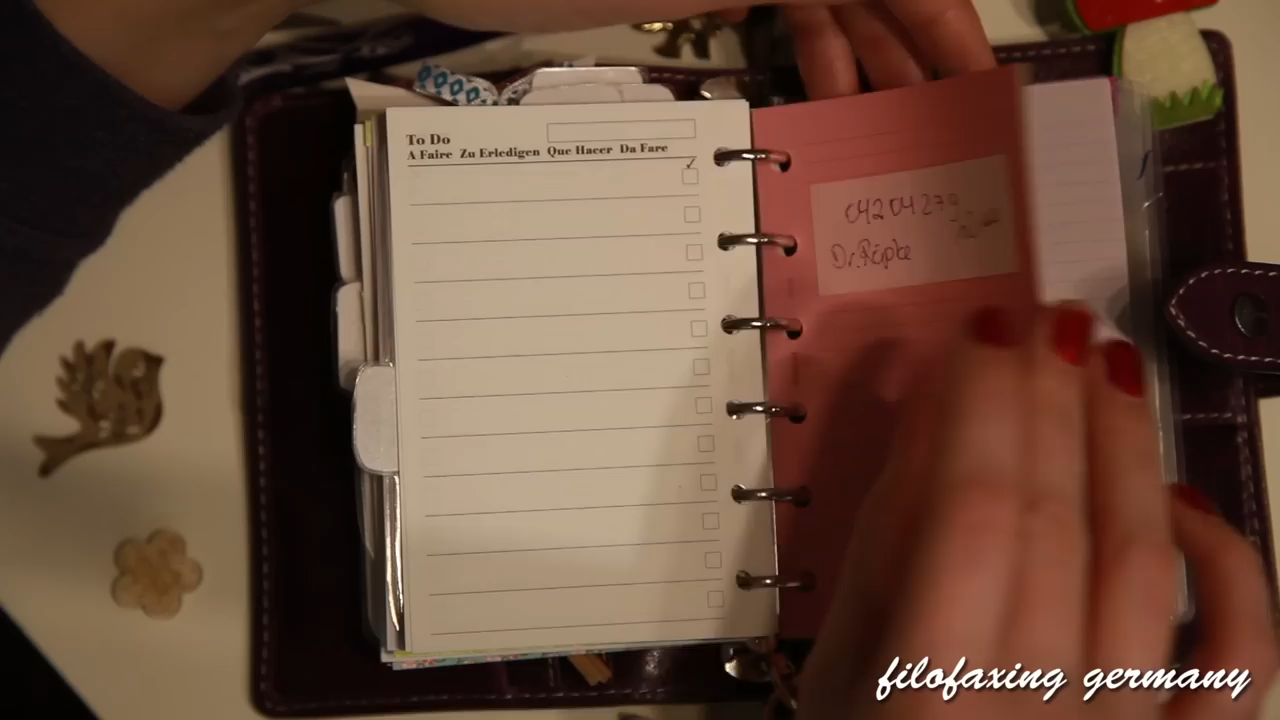 To Do
A Faire Zu Erledigen Que Hacer Da Fare
Dr. Röpke
filofaxing germany